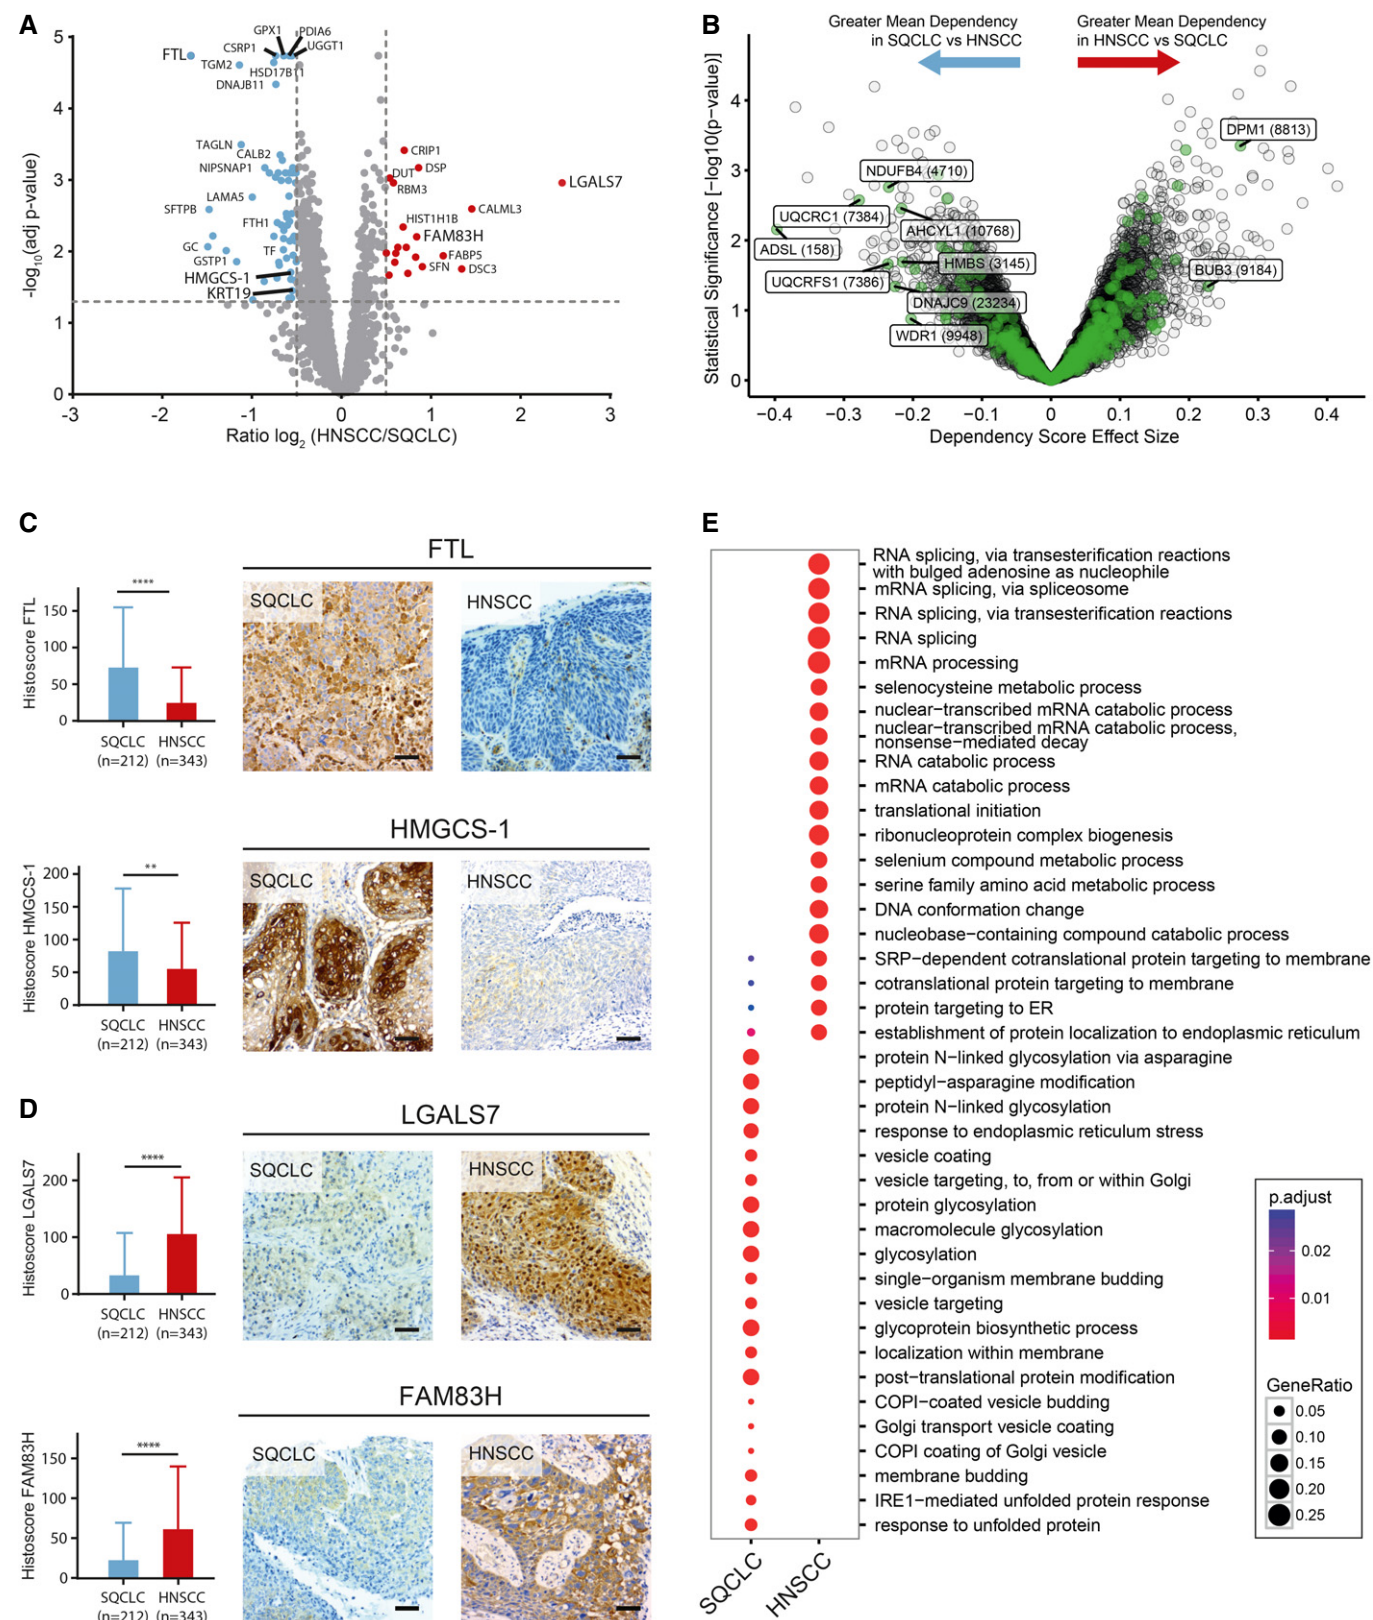 A
5
4
3
2
1
0
-log10(adj p-value)
-3
-2
-1
0
1
2
3
Ratio log2 (HNSCC/SQCLC)
GPX1
PDIA6
CSRP1
UGGT1
FTL
TGM2
HSD17B11
DNAJB11
TAGLN
CALB2
NIPSNAP1
LAMA5
SFTPB
FTH1
GC
TF
GSTP1
HMGCS-1
KRT19
CRIP1
DSP
DUT
RBM3
LGALS7
CALML3
HIST1H1B
FAM83H
FABP5
SFN
DSC3
B
Greater Mean Dependency
in SQCLC vs HNSCC
Greater Mean Dependency
in HNSCC vs SQCLC
Statistical Significance [−log10(p−value)]
4
3
2
1
0
DPM1 (8813)
NDUFB4 (4710)
UQCRC1 (7384)
AHCYL1 (10768)
ADSL (158)
HMBS (3145)
BUB3 (9184)
UQCRFS1 (7386)
DNAJC9 (23234)
WDR1 (9948)
−0.4
−0.3
−0.2
−0.1
0
0.1
0.2
0.3
0.4
Dependency Score Effect Size
C
FTL
Histoscore FTL
150
100
50
0
****
SQCLC
(n=212)
HNSCC
(n=343)
SQCLC
HNSCC
HMGCS-1
Histoscore HMGCS-1
200
150
100
50
0
**
SQCLC
(n=212)
HNSCC
(n=343)
SQCLC
HNSCC
D
LGALS7
Histoscore LGALS7
200
100
0
****
SQCLC
(n=212)
HNSCC
(n=343)
SQCLC
HNSCC
FAM83H
Histoscore FAM83H
150
100
50
0
****
SQCLC
(n=212)
HNSCC
(n=343)
SQCLC
HNSCC
E
RNA splicing, via transesterification reactions
with bulged adenosine as nucleophile
mRNA splicing, via spliceosome
RNA splicing, via transesterification reactions
RNA splicing
mRNA processing
selenocysteine metabolic process
nuclear−transcribed mRNA catabolic process
nuclear−transcribed mRNA catabolic process,
nonsense−mediated decay
RNA catabolic process
mRNA catabolic process
translational initiation
ribonucleoprotein complex biogenesis
selenium compound metabolic process
serine family amino acid metabolic process
DNA conformation change
nucleobase−containing compound catabolic process
SRP−dependent cotranslational protein targeting to membrane
cotranslational protein targeting to membrane
protein targeting to ER
establishment of protein localization to endoplasmic reticulum
protein N−linked glycosylation via asparagine
peptidyl−asparagine modification
protein N−linked glycosylation
response to endoplasmic reticulum stress
vesicle coating
vesicle targeting, to, from or within Golgi
protein glycosylation
macromolecule glycosylation
glycosylation
single−organism membrane budding
vesicle targeting
glycoprotein biosynthetic process
localization within membrane
post−translational protein modification
COPI−coated vesicle budding
Golgi transport vesicle coating
COPI coating of Golgi vesicle
membrane budding
IRE1−mediated unfolded protein response
response to unfolded protein
SQCLC
HNSCC
p.adjust
0.02
0.01
GeneRatio
0.05
0.10
0.15
0.20
0.25